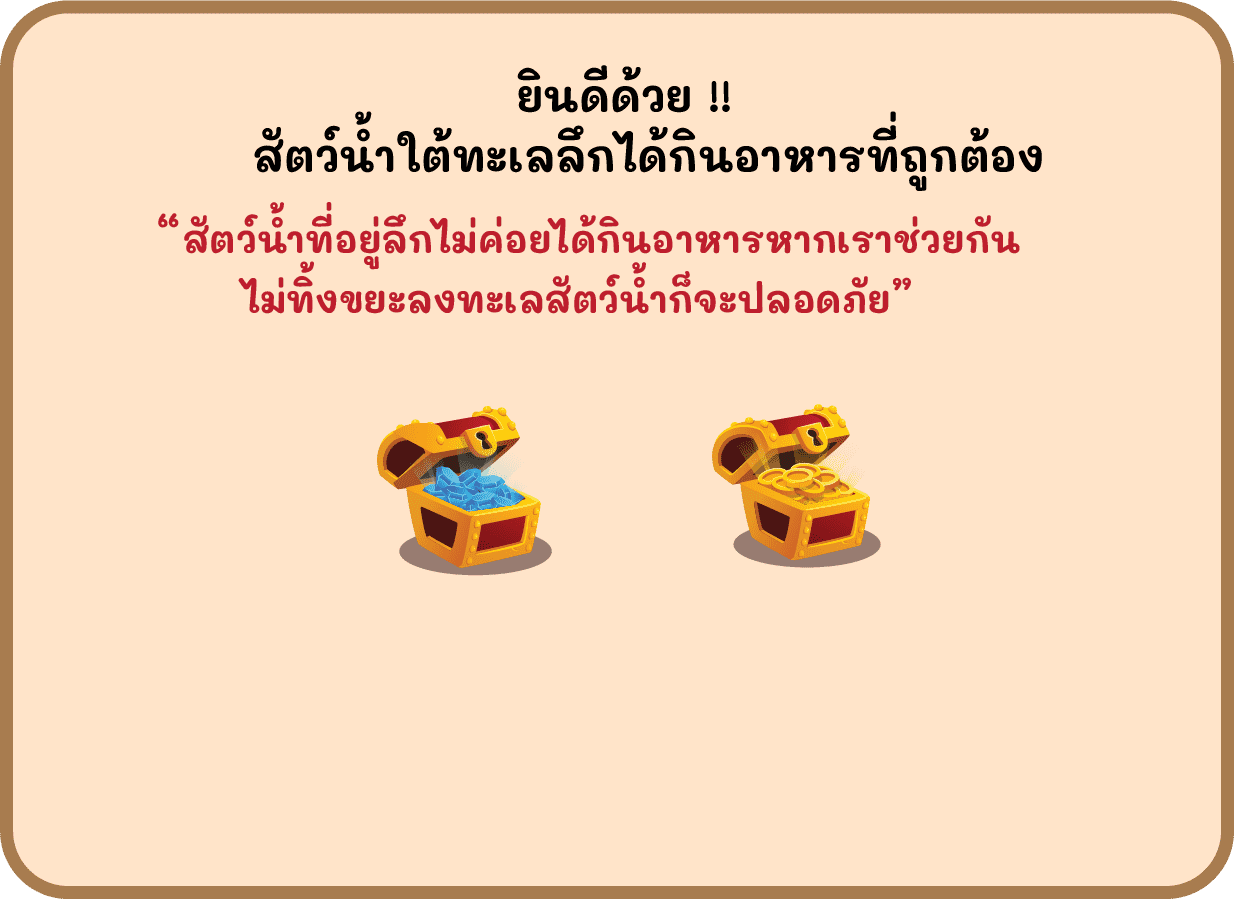 ยินดีด้วย !!
สัตว์น้ำใต้ทะเลลึกได้กินอาหารที่ถูกต้อง
“สัตว์น้ำที่อยู่ลึกไม่ค่อยได้กินอาหารหากเราช่วยกัน
ไม่ทิ้งขยะลงทะเลสัตว์น้ำก็จะปลอดภัย”